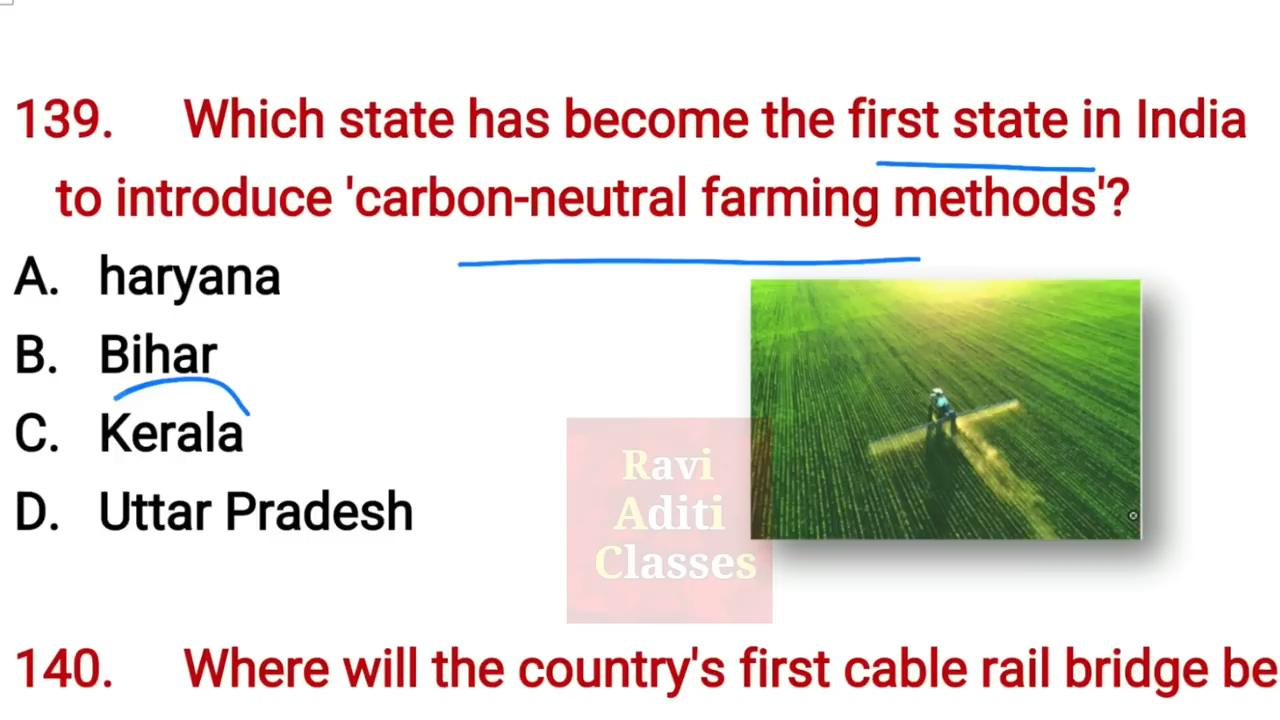 139. Which state has become the first state in India
to introduce 'carbon-neutral farming methods'?
A. haryana
B. Bihar
C. Kerala
D. Uttar Pradesh
Ravi
Aditi
Classes
140. Where will the country's first cable rail bridge be